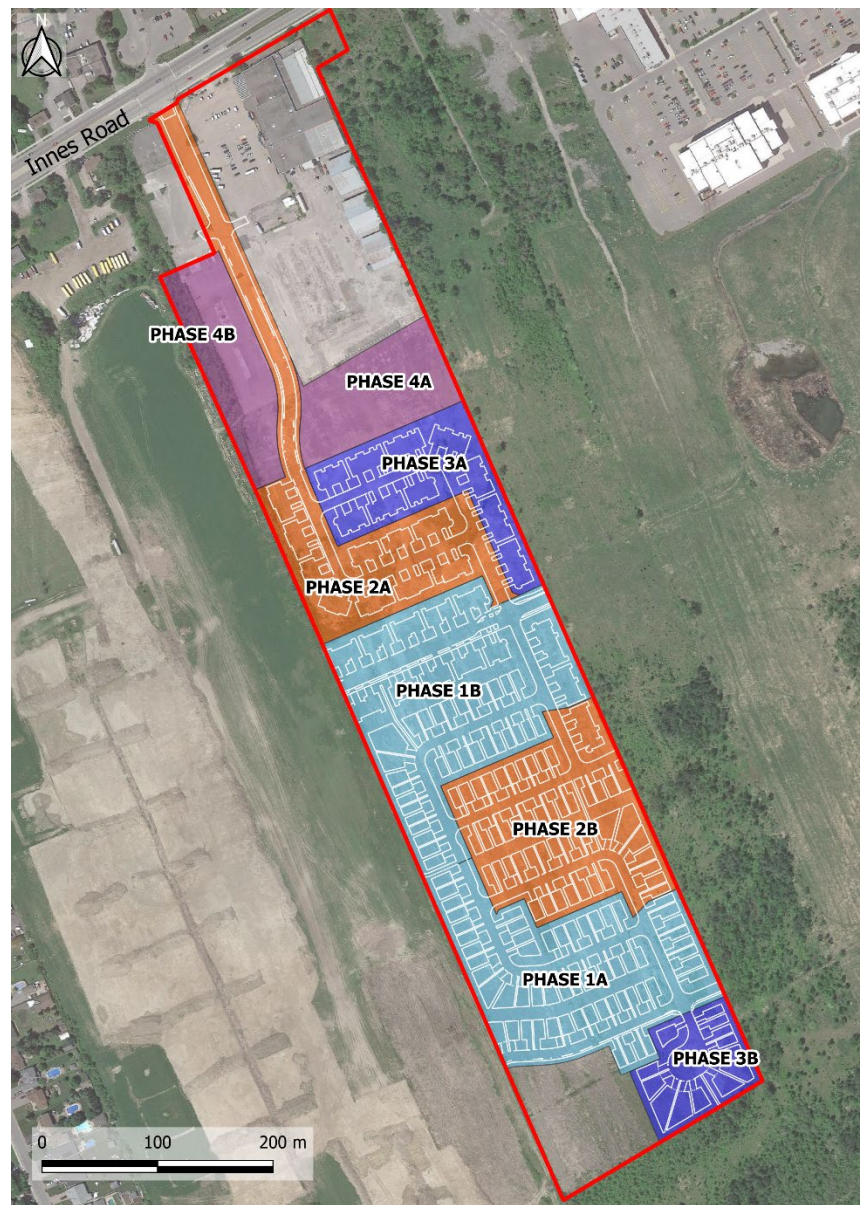 N
Innes Road
PHASE 4B
PHASE 4A
PHASE 3A
PHASE 2A
PHASE 1B
PHASE 2B
PHASE 1A
PHASE 3B
0 100 200 m